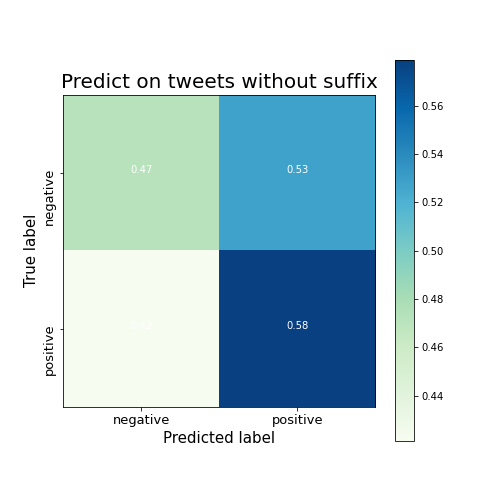 Predict on tweets without suffix
True label
negative
positive
0.47
0.53
0.58
negative
positive
Predicted label
0.56
0.54
0.52
0.50
0.48
0.46
0.44